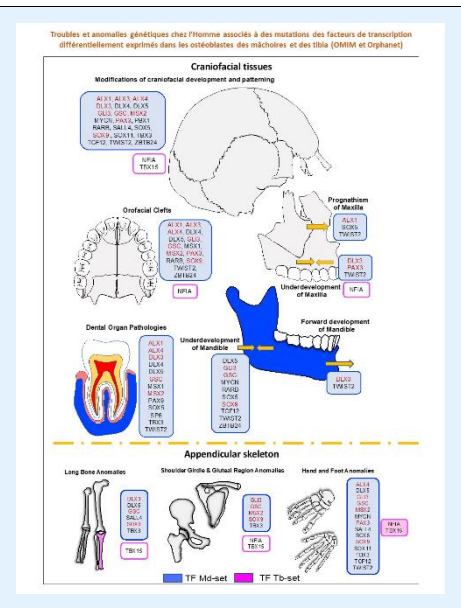 Troubles et anomalies génétiques chez l'Homme associés à des mutations des facteurs de transcription
différentiellement exprimés dans les ostéoblastes des mâchoires et des tibia (OMIM et Orphanet)
Craniofacial tissues
Modifications of craniofacial development and patterning
ALX1, ALX3, ALX4
DLX3, DLX4, DLX5
GLI3, GSC, MSX2
MYCN, PAX3, PBX1
RARB, SALL4, SOX5,
SOX9, SOX11, TBX3
TCF12, TWIST2, ZBTB24
NFIA
TBX15
Orofacial Clefts
ALX1, ALX3,
ALX4, DLX4,
DLX5, GLI3,
GSC, MSX1,
MSX2, PAX3,
RARB, SOX9,
TWIST2,
ZBTB24
NFIA
Prognathism
of Maxilla
ALX1
SOX5
TWIST2
DLX3
PAX3
TWIST2
Underdevelopment
of Maxilla
NFIA
Dental Organ Pathologies
ALX1
ALX4
DLX3
DLX4
DLX5
GSC
MSX1
MSX2
PAX9
SOX5
SP6
TBX3
TWIST2
Underdevelopment
of Mandible
DLX5
GLI3
GSC
MYCN
RARB
SOX5
SOX9
TCF12
TWIST2
ZBTB24
Forward development
of Mandible
DLX3
TWIST2
Appendicular skeleton
Long Bone Anomalies
DLX3
DLX5
GSC
SALL4
SOX9
TBX3
TBX15
Shoulder Girdle & Gluteal Region Anomalies
GLI3
GSC
MSX2
SOX9
TBX3
NFIA
TBX15
Hand and Foot Anomalies
ALX4
DLX5
GLI3
GSC
MSX2
MYCN
PAX3
SALL4
SOX5
SOX9
SOX11
TBX3
TCF12
TWIST2
NFIA
TBX15
TF Md-set
TF Tb-set